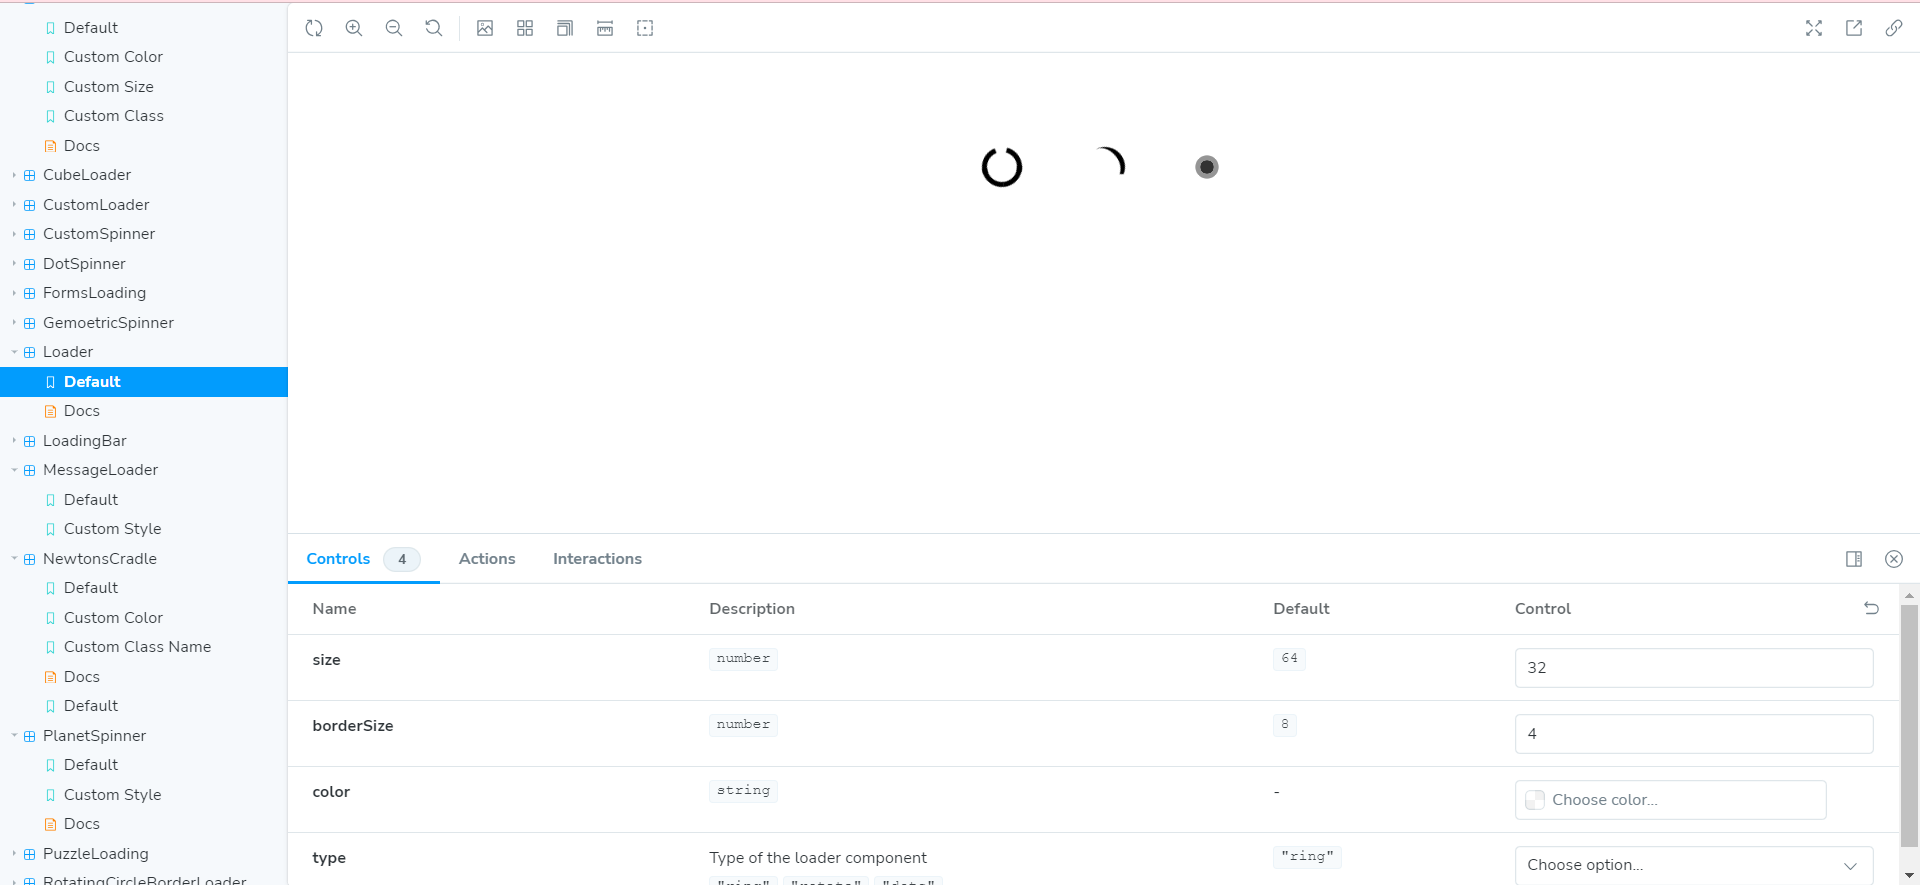 Default
Custom Color
Custom Size
Custom Class
Docs
CubeLoader
CustomLoader
CustomSpinner
DotSpinner
FormsLoading
GemoetricSpinner
Loader
Default
Docs
LoadingBar
MessageLoader
Default
Custom Style
NewtonsCradle
Default
Custom Color
Custom Class Name
Docs
Default
PlanetSpinner
Default
Custom Style
Docs
PuzzleLoading
RotatingCircleBorderLoader
Controls 4 Actions Interactions
Name Description Default Control
size number 64 32
borderSize number 8 4
color string - Choose color...
type Type of the loader component "ring" Choose option...
"ring" "rotate" "dots"